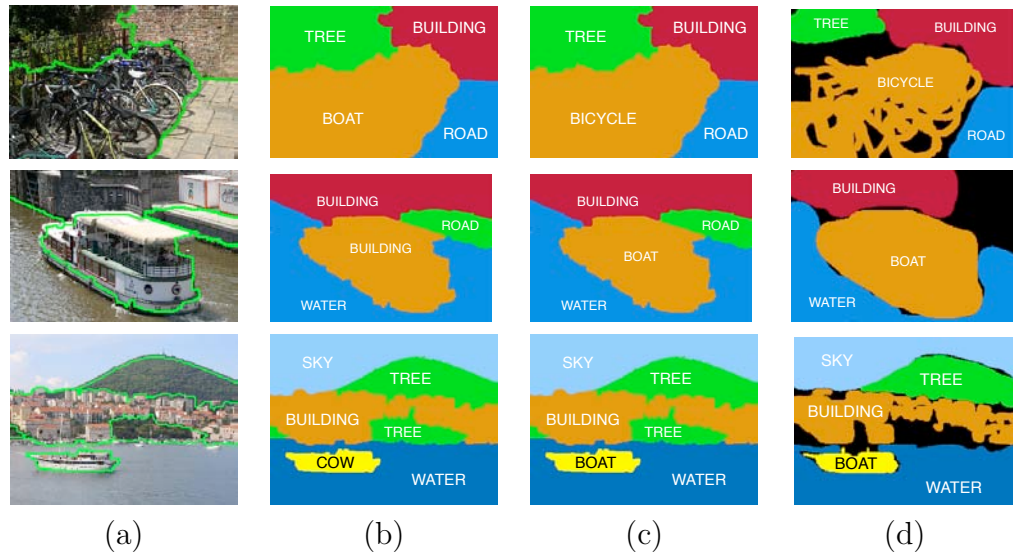 TREE
BUILDING
BOAT
ROAD
TREE
BUILDING
BICYCLE
ROAD
TREE
BUILDING
BICYCLE
ROAD
BUILDING
ROAD
BUILDING
WATER
BUILDING
ROAD
BOAT
WATER
BUILDING
BOAT
WATER
SKY
TREE
BUILDING
TREE
COW
WATER
SKY
TREE
BUILDING
TREE
BOAT
WATER
SKY
TREE
BUILDING
BOAT
WATER
(a)
(b)
(c)
(d)